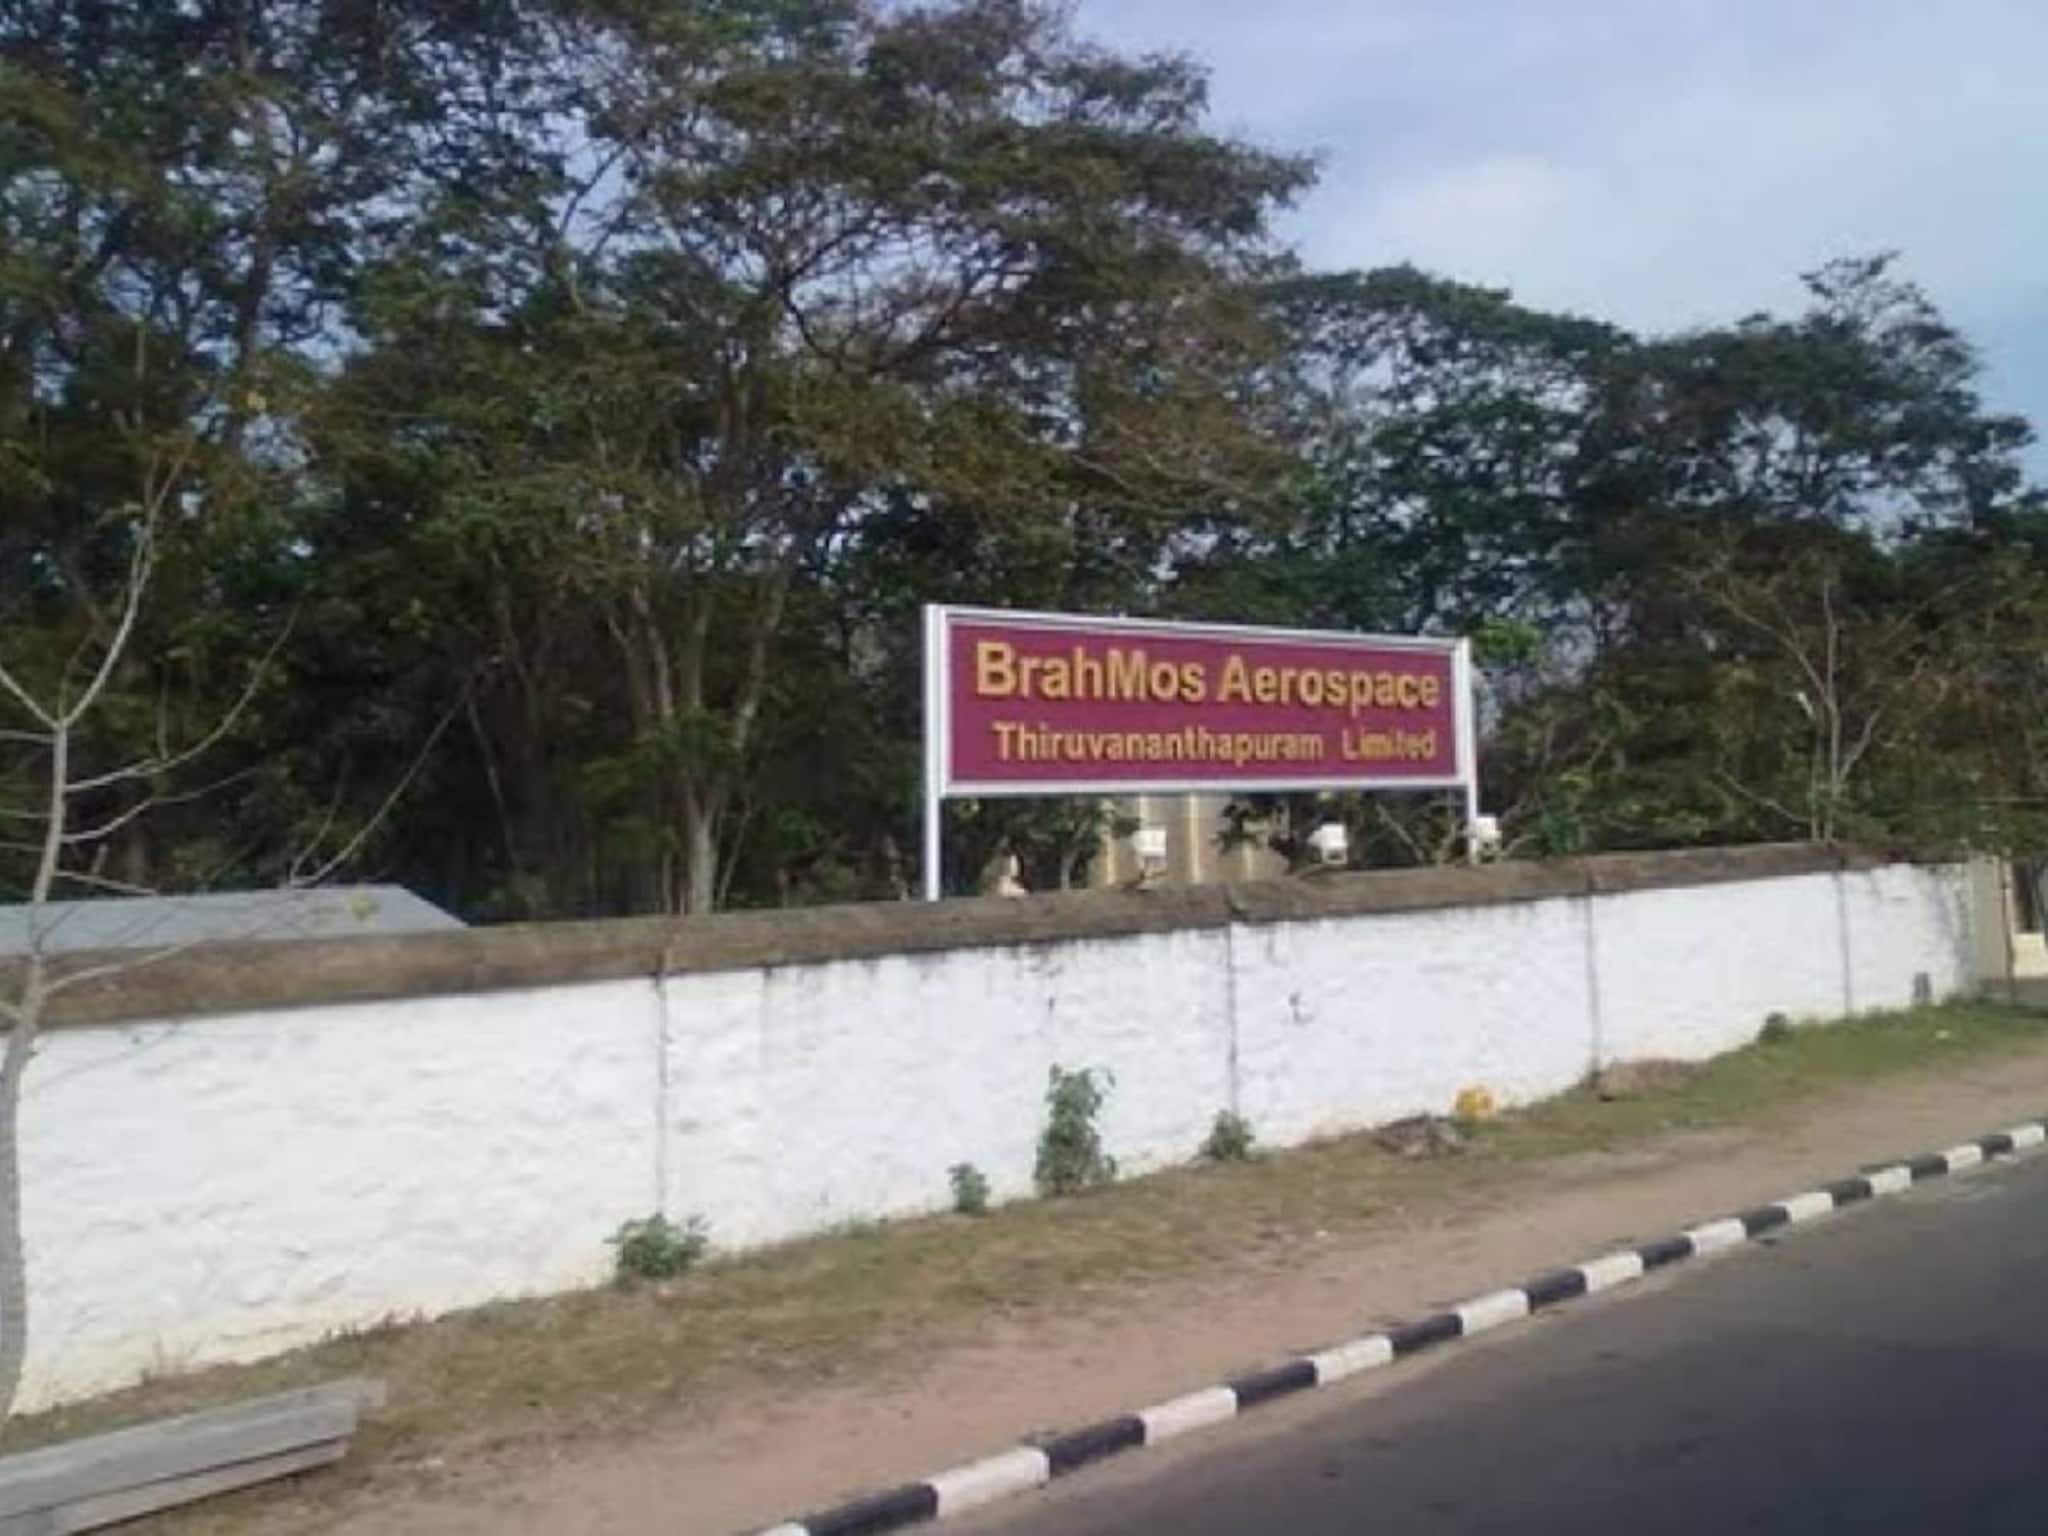 BrahMos Aerospace
Thiruvananthapuram Limited